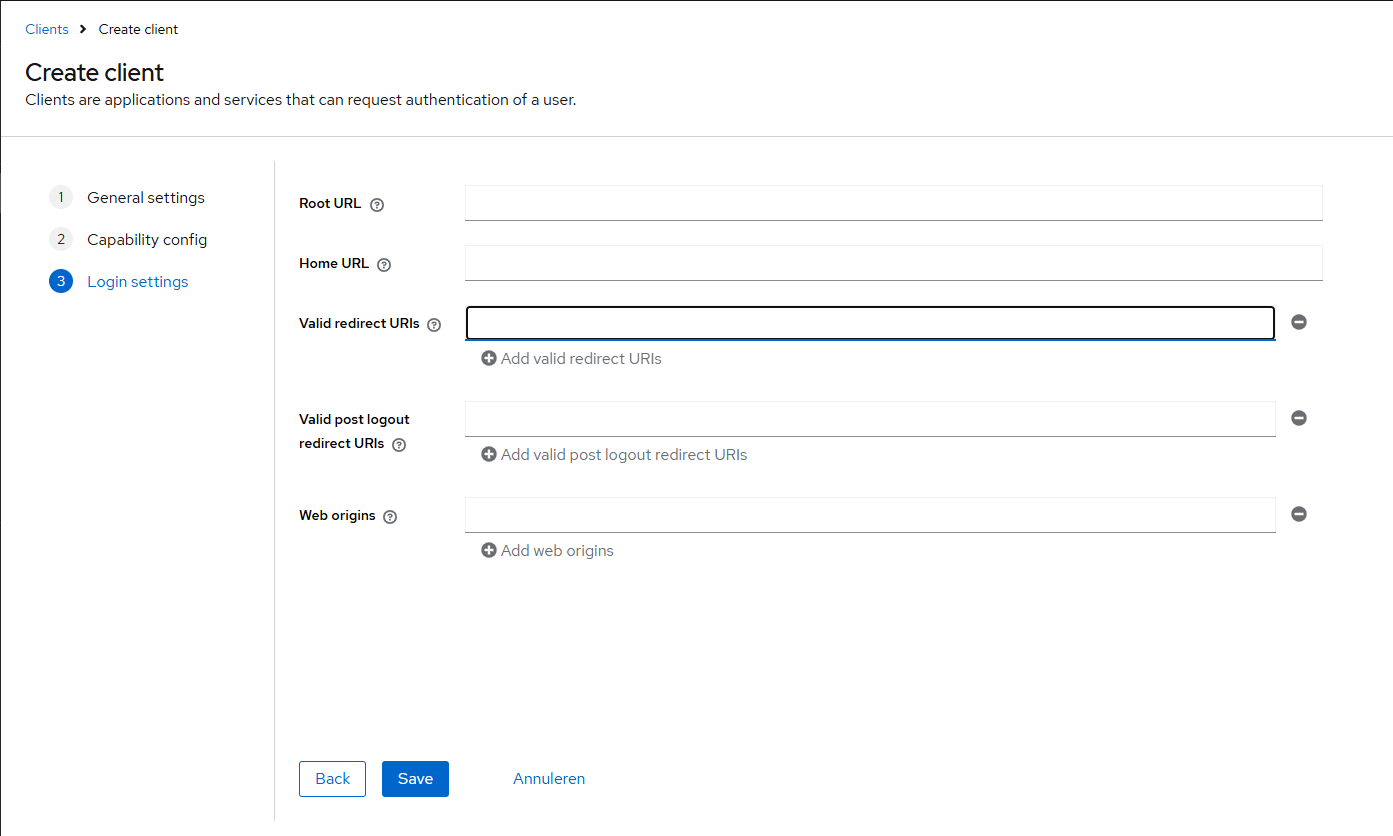 Clients > Create client
Create client
Clients are applications and services that can request authentication of a user.
1 General settings
2 Capability config
3 Login settings
Root URL
Home URL
Valid redirect URIs
Add valid redirect URIs
Valid post logout
redirect URIs
Add valid post logout redirect URIs
Web origins
Add web origins
Back Save Annuleren